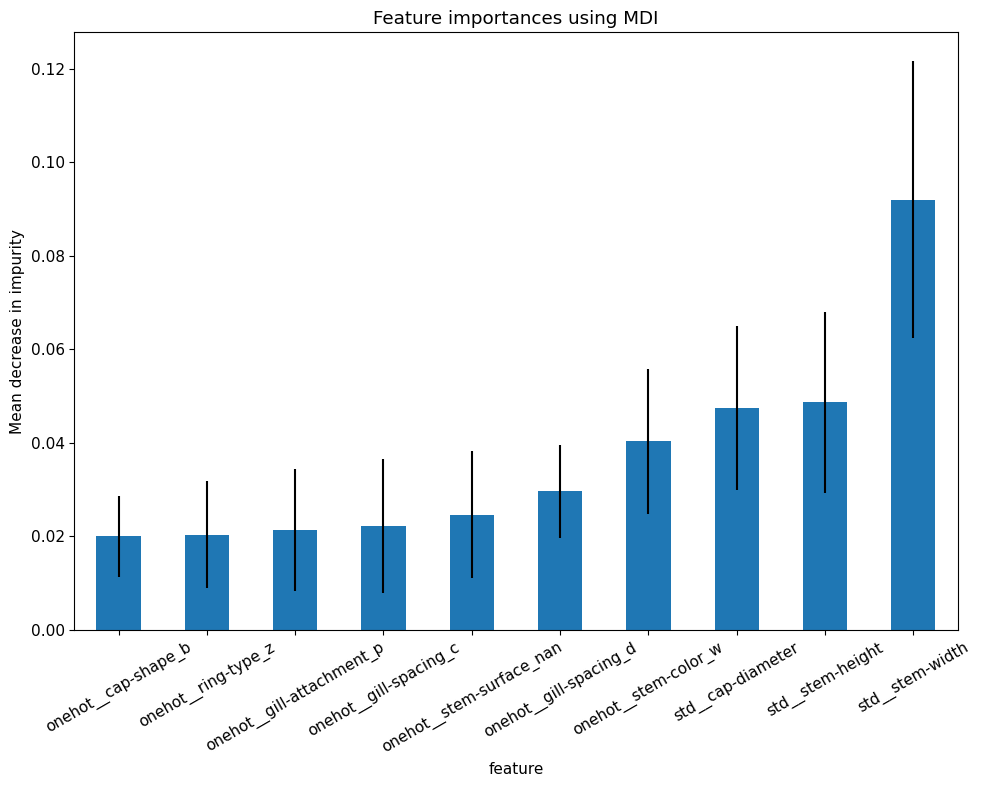 Feature importances using MDI
Mean decrease in impurity
0.12
0.10
0.08
0.06
0.04
0.02
0.00
onehot__cap-shape_b
onehot__ring-type_z
onehot__gill-attachment_p
onehot__gill-spacing_c
onehot__stem-surface_nan
onehot__gill-spacing_d
onehot__stem-color_w
std__cap-diameter
std__stem-height
std__stem-width
feature